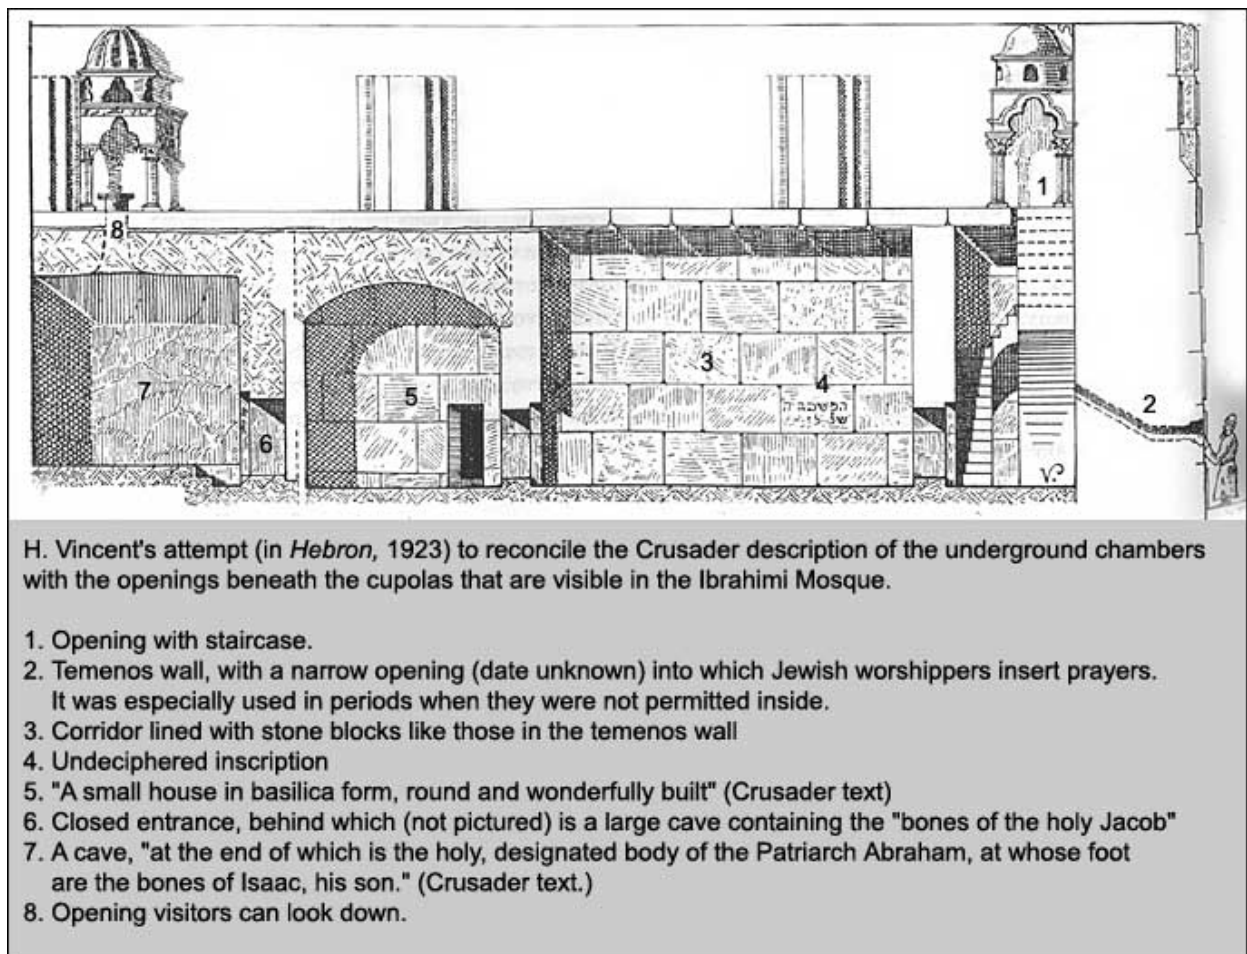 8
1
7
6
5
3
4
2
H. Vincent's attempt (in Hebron, 1923) to reconcile the Crusader description of the underground chambers
with the openings beneath the cupolas that are visible in the Ibrahimi Mosque.
1. Opening with staircase.
2. Temenos wall, with a narrow opening (date unknown) into which Jewish worshippers insert prayers.
It was especially used in periods when they were not permitted inside.
3. Corridor lined with stone blocks like those in the temenos wall
4. Undeciphered inscription
5. "A small house in basilica form, round and wonderfully built" (Crusader text)
6. Closed entrance, behind which (not pictured) is a large cave containing the "bones of the holy Jacob"
7. A cave, "at the end of which is the holy, designated body of the Patriarch Abraham, at whose foot
are the bones of Isaac, his son." (Crusader text.)
8. Opening visitors can look down.